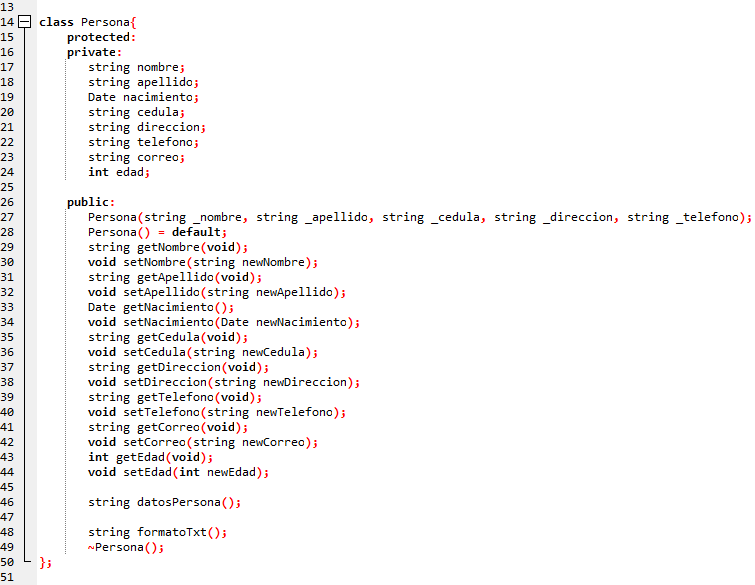 13
14 class Persona{
15 protected:
16 private:
17 string nombre;
18 string apellido;
19 Date nacimiento;
20 string cedula;
21 string direccion;
22 string telefono;
23 string correo;
24 int edad;
25
26 public:
27 Persona(string _nombre, string _apellido, string _cedula, string _direccion, string _telefono);
28 Persona() = default;
29 string getNombre(void);
30 void setNombre(string newNombre);
31 string getApellido(void);
32 void setApellido(string newApellido);
33 Date getNacimiento();
34 void setNacimiento(Date newNacimiento);
35 string getCedula(void);
36 void setCedula(string newCedula);
37 string getDireccion(void);
38 void setDireccion(string newDireccion);
39 string getTelefono(void);
40 void setTelefono(string newTelefono);
41 string getCorreo(void);
42 void setCorreo(string newCorreo);
43 int getEdad(void);
44 void setEdad(int newEdad);
45
46 string datosPersona();
47
48 string formatoTxt();
49 ~Persona();
50 };
51